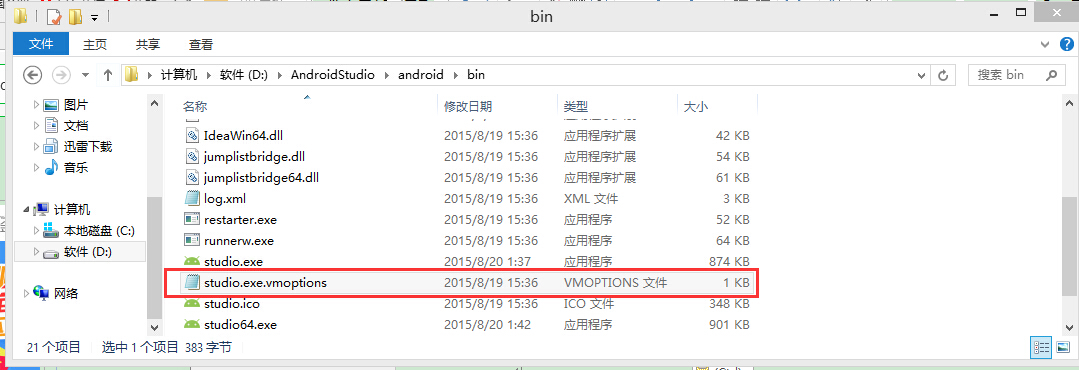 bin
文件 主页 共享 查看
计算机 软件 (D:) AndroidStudio android bin 搜索 bin
图片
文档
迅雷下载
音乐
计算机
本地磁盘 (C:)
软件 (D:)
网络
名称 修改日期 类型 大小
IdeaWin64.dll 2015/8/19 15:36 应用程序扩展 42 KB
jumplistbridge.dll 2015/8/19 15:36 应用程序扩展 54 KB
jumplistbridge64.dll 2015/8/19 15:36 应用程序扩展 61 KB
log.xml 2015/8/19 15:36 XML 文件 3 KB
restarter.exe 2015/8/19 15:36 应用程序 52 KB
runnerw.exe 2015/8/19 15:36 应用程序 64 KB
studio.exe 2015/8/20 1:37 应用程序 874 KB
studio.exe.vmoptions 2015/8/19 15:36 VMOPTIONS 文件 1 KB
studio.ico 2015/8/19 15:36 ICO 文件 348 KB
studio64.exe 2015/8/20 1:42 应用程序 901 KB
21 个项目 选中 1 个项目 383 字节